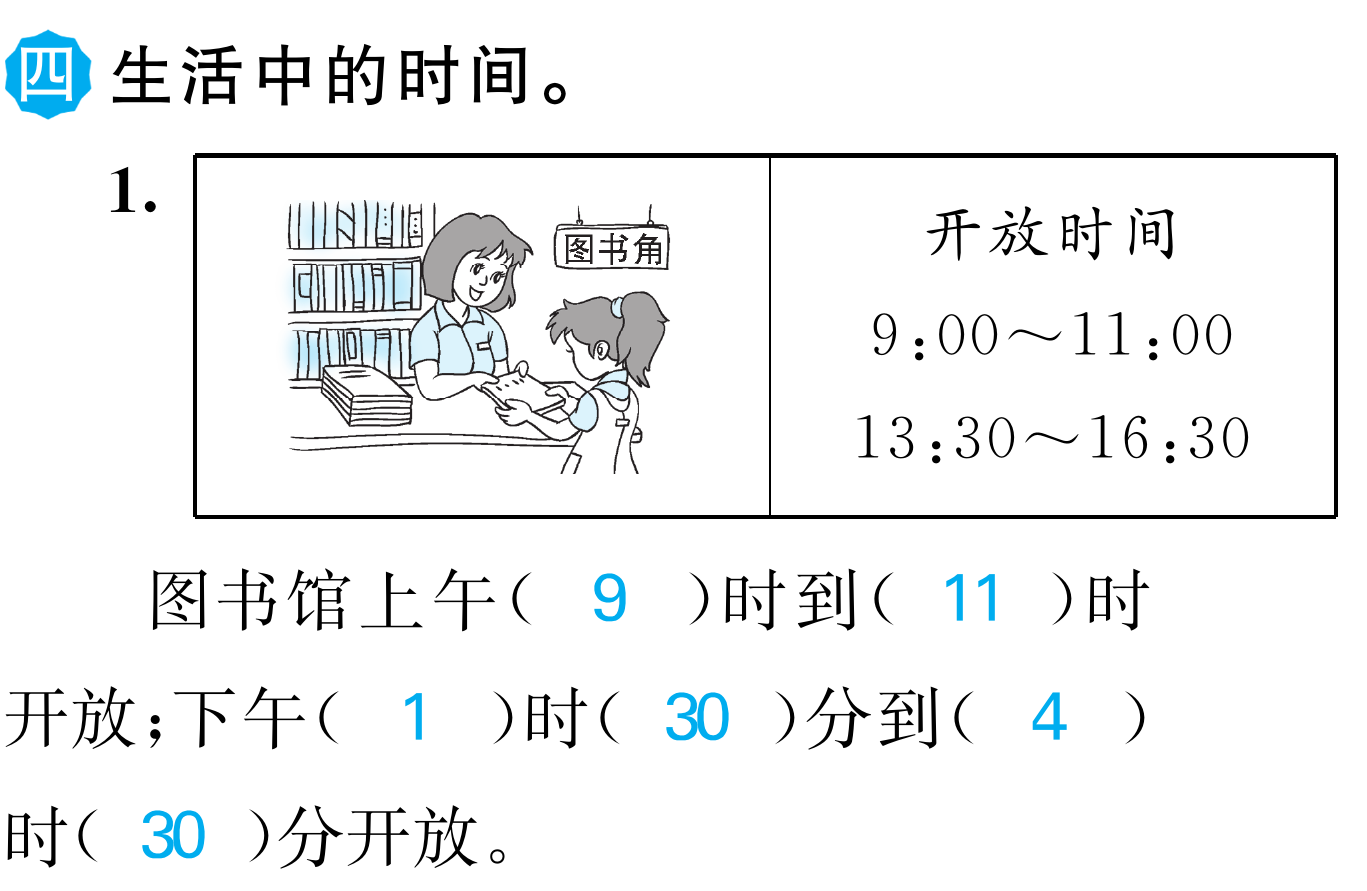 四 生活中的时间。
1.
图书角
开放时间
9:00～11:00
13:30～16:30
图书馆上午( 9 )时到( 11 )时
开放;下午( 1 )时( 30 )分到( 4 )
时( 30 )分开放。